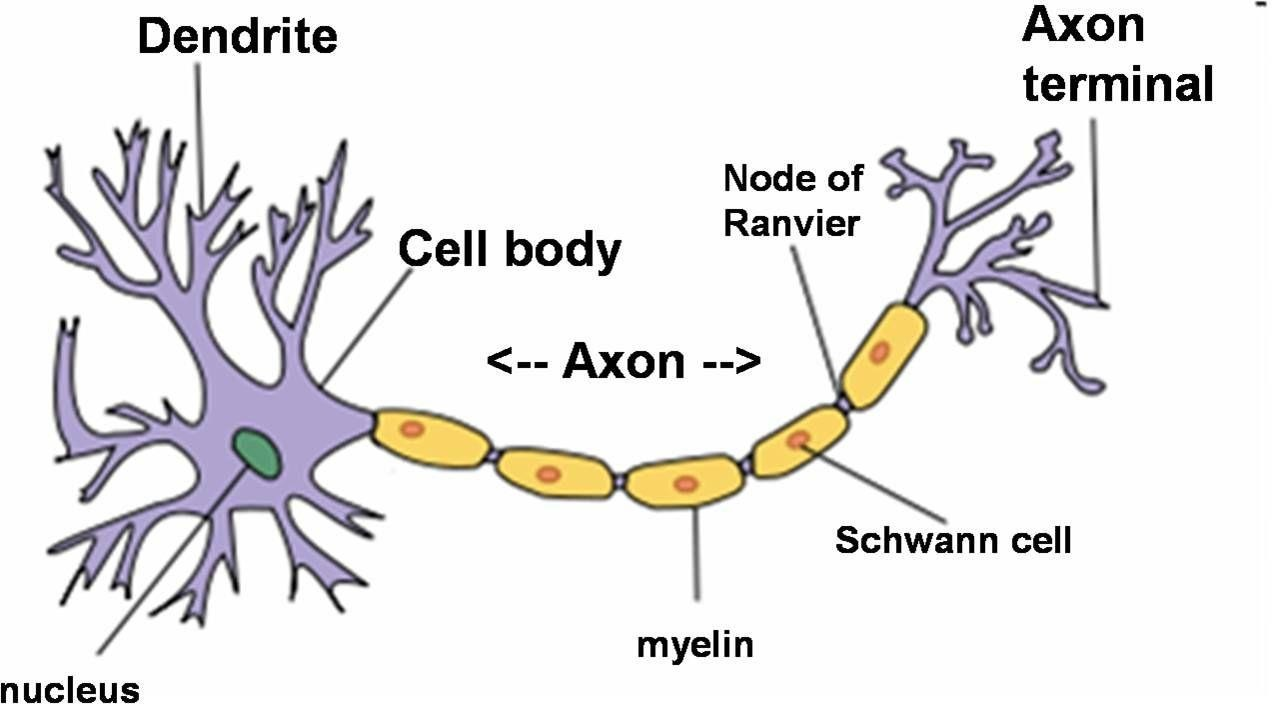 Dendrite
Axon
terminal
Node of
Ranvier
Cell body
<-- Axon -->
Schwann cell
myelin
nucleus